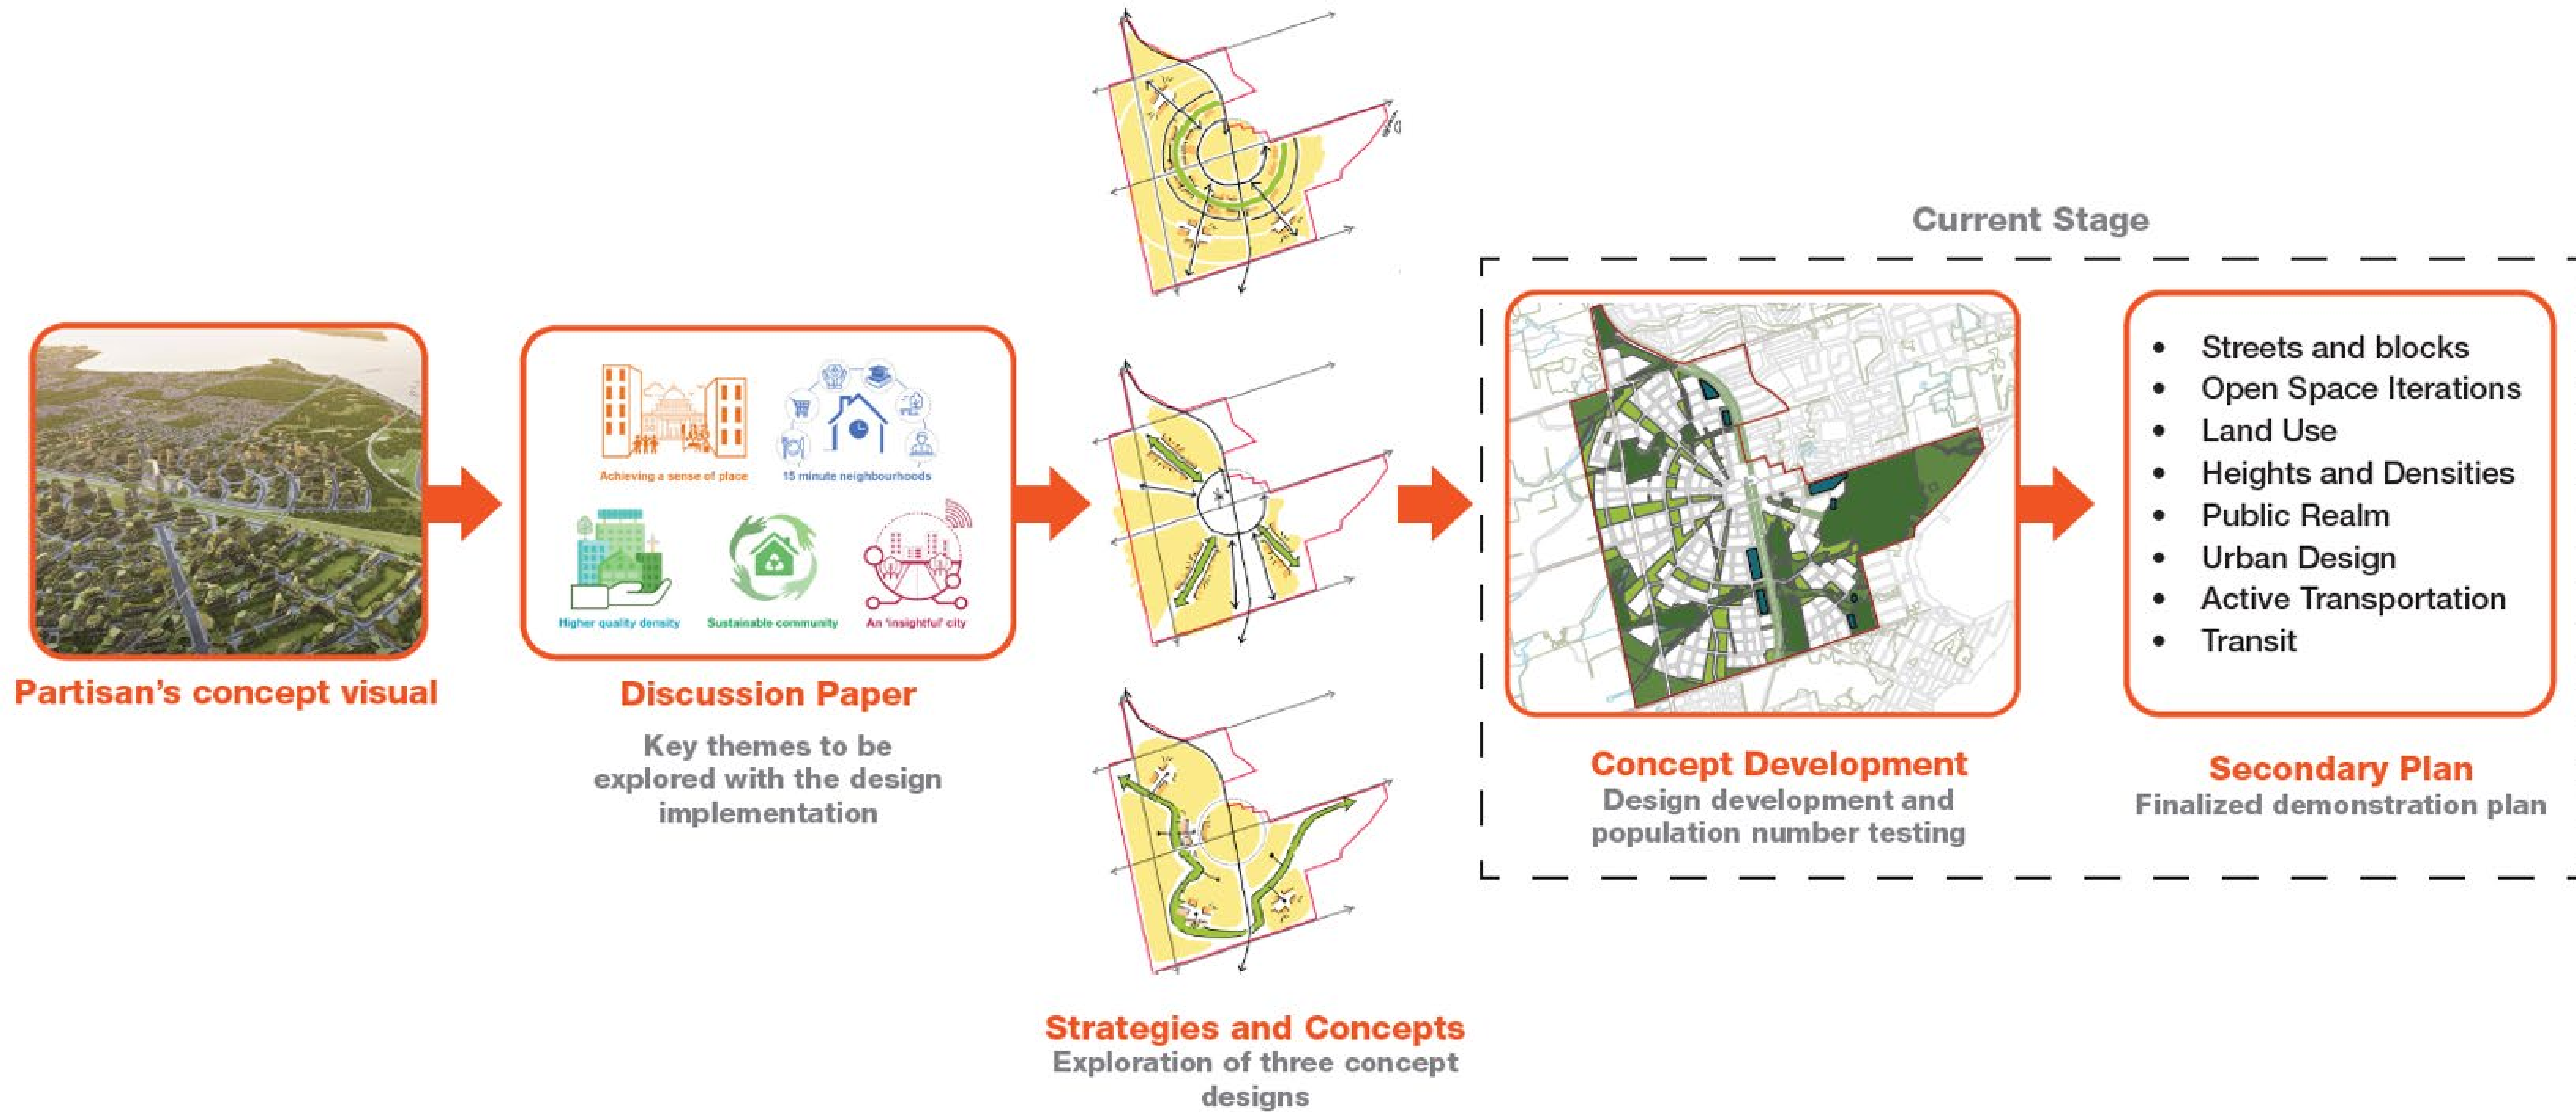 Current Stage
Achieving a sense of place
15 minute neighbourhoods
Higher quality density
Sustainable community
An 'insightful' city
Partisan's concept visual
Discussion Paper
Key themes to be
explored with the design
implementation
Strategies and Concepts
Exploration of three concept
designs
Concept Development
Design development and
population number testing
• Streets and blocks
• Open Space Iterations
• Land Use
• Heights and Densities
• Public Realm
• Urban Design
• Active Transportation
• Transit
Secondary Plan
Finalized demonstration plan